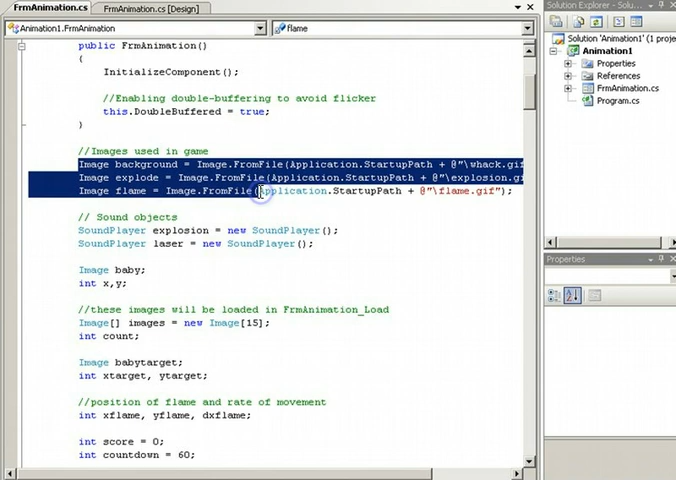 FrmAnimation.cs
FrmAnimation.cs [Design]
Animation1.FrmAnimation
flame
public FrmAnimation()
{
InitializeComponent();
//Enabling double-buffering to avoid flicker
this.DoubleBuffered = true;
}
//Images used in game
Image background = Image.FromFile(Application.StartupPath + @"\whack.gif
Image explode = Image.FromFile(Application.StartupPath + @"\explosion.gi
Image flame = Image.FromFile(Application.StartupPath + @"\flame.gif");
// Sound objects
SoundPlayer explosion = new SoundPlayer();
SoundPlayer laser = new SoundPlayer();
Image baby;
int x,y;
//these images will be loaded in FrmAnimation_Load
Image[] images = new Image[15];
int count;
Image babytarget;
int xtarget, ytarget;
//position of flame and rate of movement
int xflame, yflame, dxflame;
int score = 0;
int countdown = 60;
Solution Explorer - Solu...
Solution 'Animation1' (1 proje
Animation1
Properties
References
FrmAnimation.cs
Program.cs
Properties